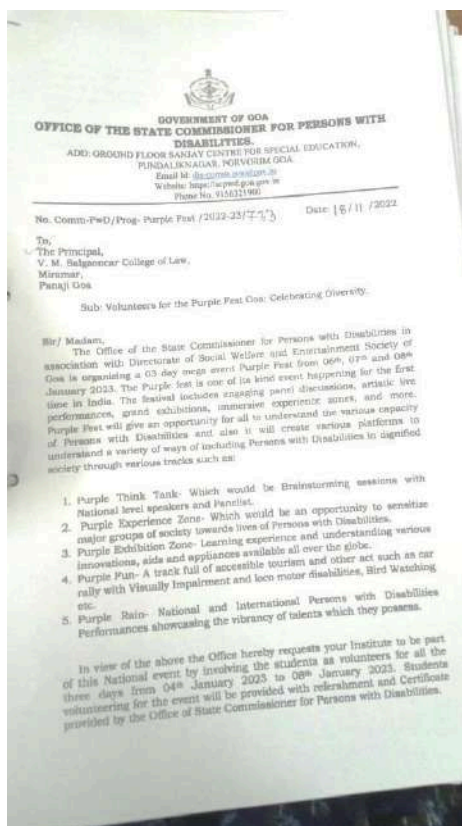 GOVERNMENT OF GOA
OFFICE OF THE STATE COMMISSIONER FOR PERSONS WITH
DISABILITIES.
ADD: GROUND FLOOR SANJAY CENTRE FOR SPECIAL EDUCATION,
PUNDALIKNAGAR, PORVORIM GOA.
Email Id:
Website: https://scpwd.goa.gov.in
Phone No.
No. Comm-PwD/Prog- Purple Fest /2022-23/733
Date: 18/11/2022
To,
The Principal,
V. M. Salgaoncar College of Law,
Miramar,
Panaji Goa
Sub: Volunteers for the Purple Fest Goa: Celebrating Diversity.
Sir/ Madam,
The Office of the State Commissioner for Persons with Disabilities in
association with Directorate of Social Welfare and Entertainment Society of
Goa is organising a 03 day mega event Purple Fest from 06th, 07th and 08th
January 2023. The Purple fest is one of its kind event happening for the first
time in India. The festival includes engaging panel discussions, artistic live
performances, grand exhibitions, immersive experience zones, and more.
Purple Fest will give an opportunity for all to understand the various capacity
of Persons with Disabilities and also it will create various platforms to
understand a variety of ways of including Persons with Disabilities in dignified
society through various tracks such as:
1. Purple Think Tank- Which would be Brainstorming sessions with
National level speakers and Panelist.
2. Purple Experience Zone- Which would be an opportunity to sensitize
major groups of society towards lives of Persons with Disabilities.
3. Purple Exhibition Zone- Learning experience and understanding various
innovations, aids and appliances available all over the globe.
4. Purple Fun- A track full of accessible tourism and other act such as car
rally with Visually Impairment and loco motor disabilities, Bird Watching
etc.
5. Purple Rain- National and International Persons with Disabilities
Performances showcasing the vibrancy of talents which they possess.
In view of the above the Office hereby requests your Institute to be part
of this National event by involving the students as volunteers for all the
three days from 04th January 2023 to 08th January 2023. Students
volunteering for the event will be provided with refreshment and Certificate
provided by the Office of State Commissioner for Persons with Disabilities.